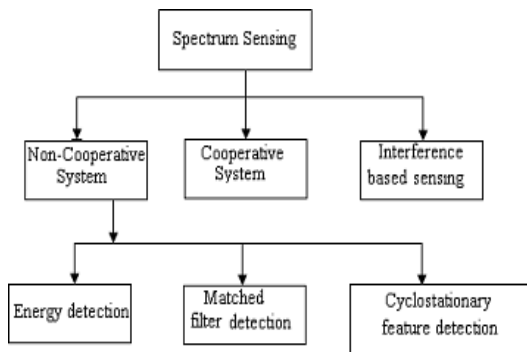 Spectrum Sensing
Non-Cooperative
System
Cooperative
System
Interference
based sensing
Energy detection
Matched
filter detection
Cyclostationary
feature detection